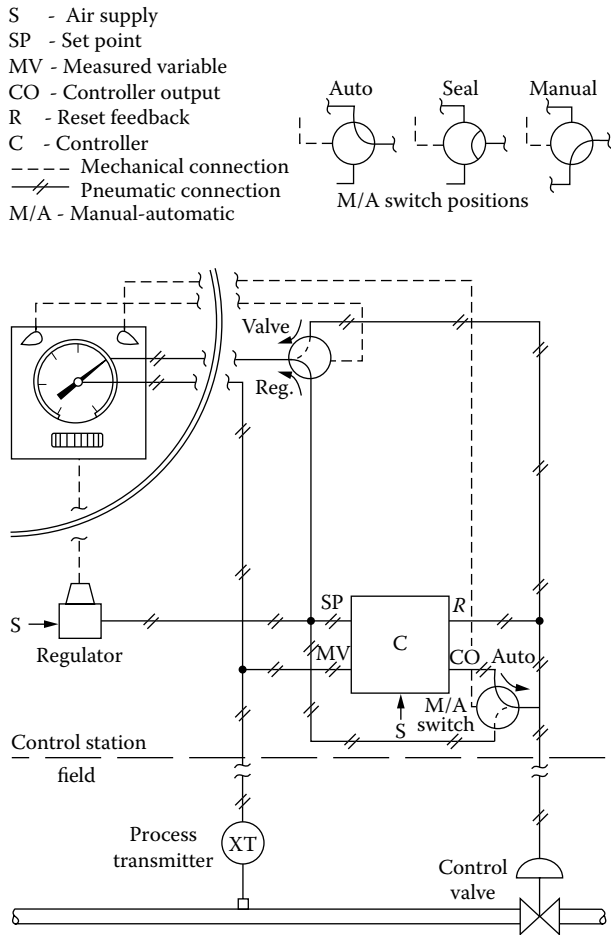 S - Air supply
SP - Set point
MV - Measured variable
CO - Controller output
R - Reset feedback
C - Controller
Mechanical connection
Pneumatic connection
M/A - Manual-automatic
Auto
Seal
Manual
M/A switch positions
Valve
Reg.
S
Regulator
SP
MV
C
R
CO
Auto
M/A
switch
S
Control station
field
Process
transmitter
XT
Control
valve